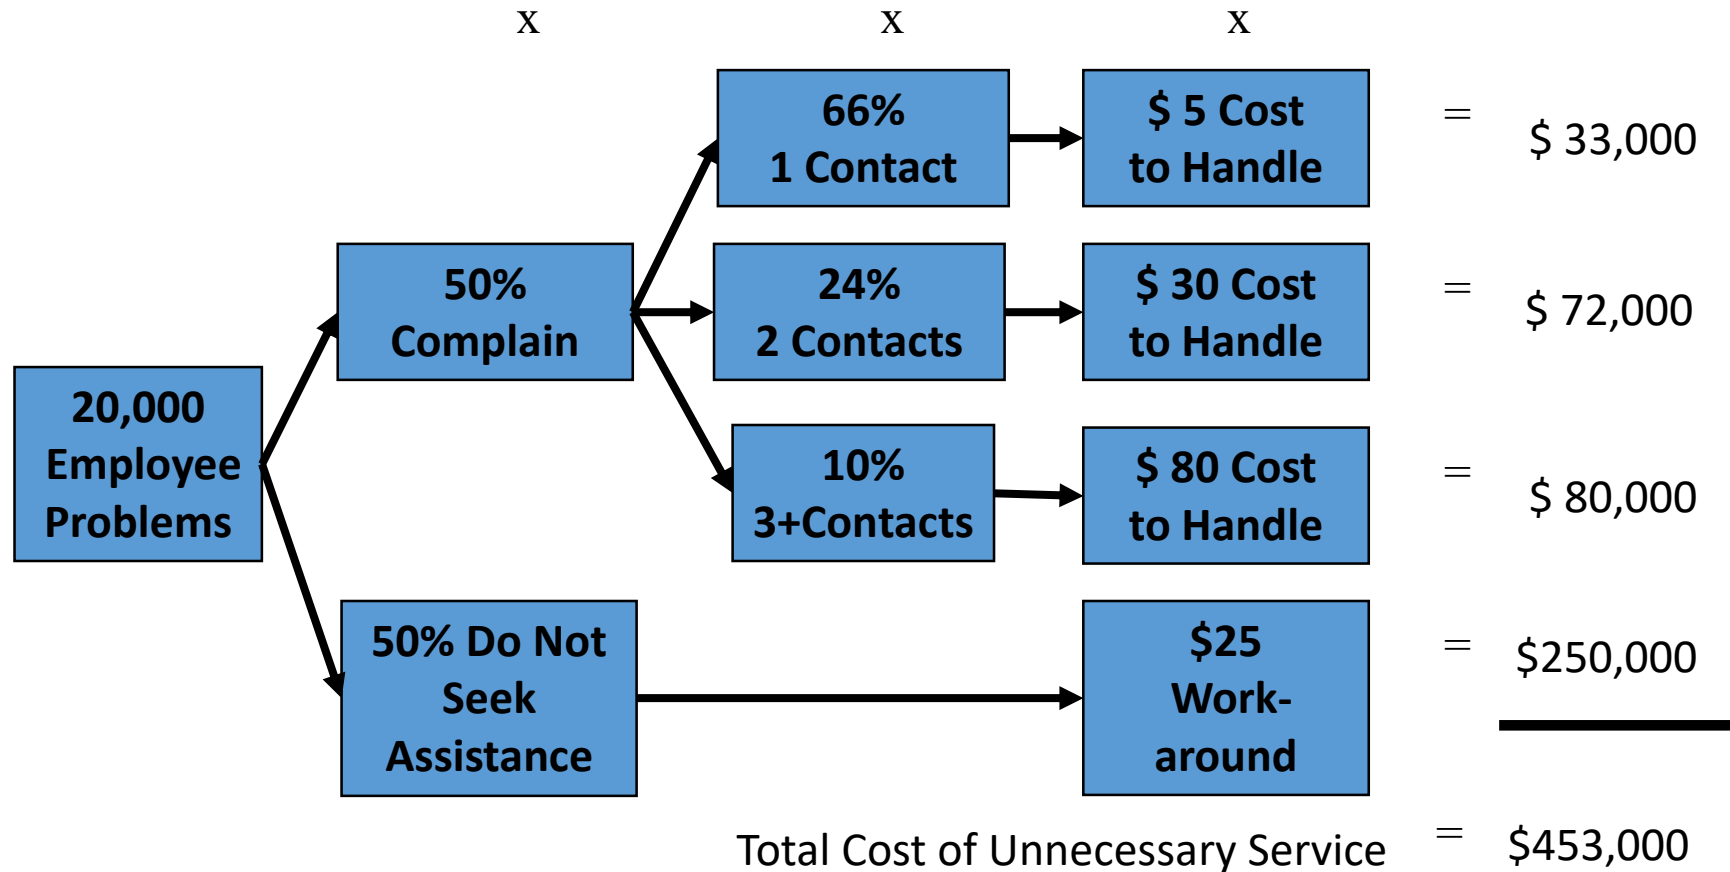 x x x
66%
1 Contact
$ 5 Cost
to Handle
=
$ 33,000
50%
Complain
24%
2 Contacts
$ 30 Cost
to Handle
=
$ 72,000
20,000
Employee
Problems
10%
3+Contacts
$ 80 Cost
to Handle
=
$ 80,000
50% Do Not
Seek
Assistance
$25
Work-
around
=
$250,000
Total Cost of Unnecessary Service = $453,000